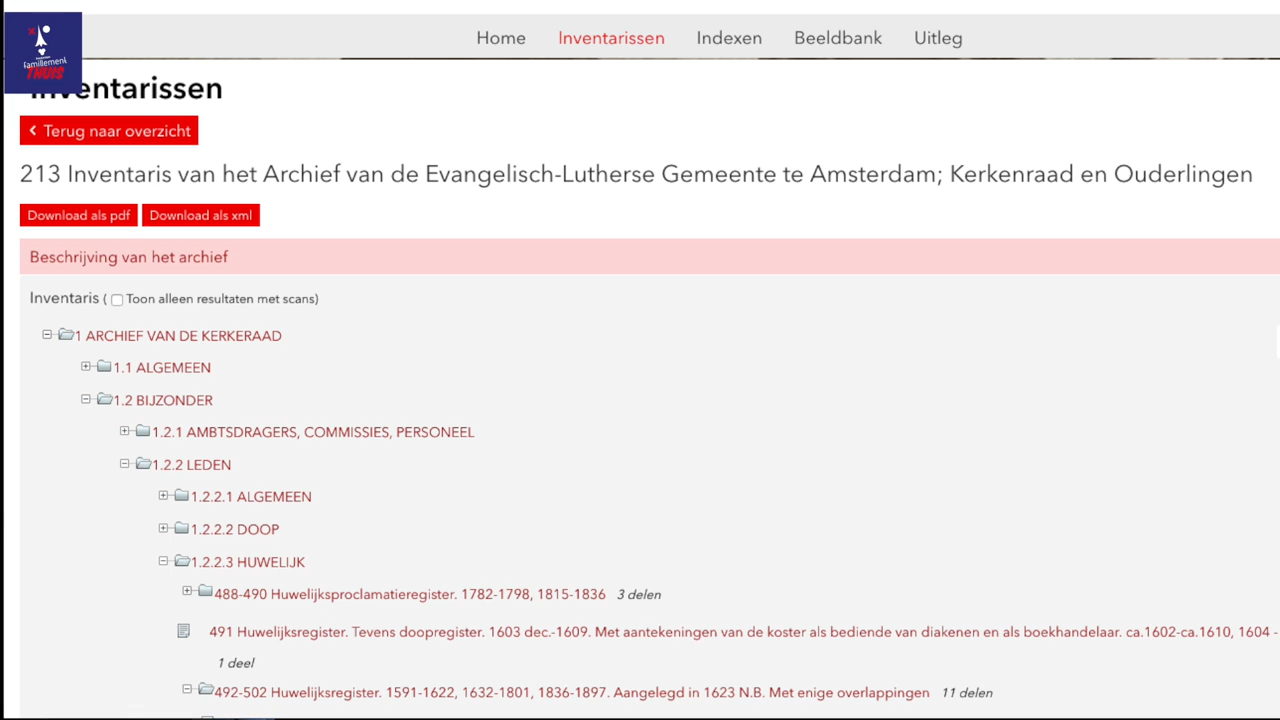 famillement
THUIS
Home Inventarissen Indexen Beeldbank Uitleg
Inventarissen
Terug naar overzicht
213 Inventaris van het Archief van de Evangelisch-Lutherse Gemeente te Amsterdam; Kerkenraad en Ouderlingen
Download als pdf Download als xml
Beschrijving van het archief
Inventaris ( Toon alleen resultaten met scans)
1 ARCHIEF VAN DE KERKERAAD
1.1 ALGEMEEN
1.2 BIJZONDER
1.2.1 AMBTSDRAGERS, COMMISSIES, PERSONEEL
1.2.2 LEDEN
1.2.2.1 ALGEMEEN
1.2.2.2 DOOP
1.2.2.3 HUWELIJK
488-490 Huwelijksproclamatieregister. 1782-1798, 1815-1836 3 delen
491 Huwelijksregister. Tevens doopregister. 1603 dec.-1609. Met aantekeningen van de koster als bediende van diakenen en als boekhandelaar. ca.1602-ca.1610, 1604 -
1 deel
492-502 Huwelijksregister. 1591-1622, 1632-1801, 1836-1897. Aangelegd in 1623 N.B. Met enige overlappingen 11 delen